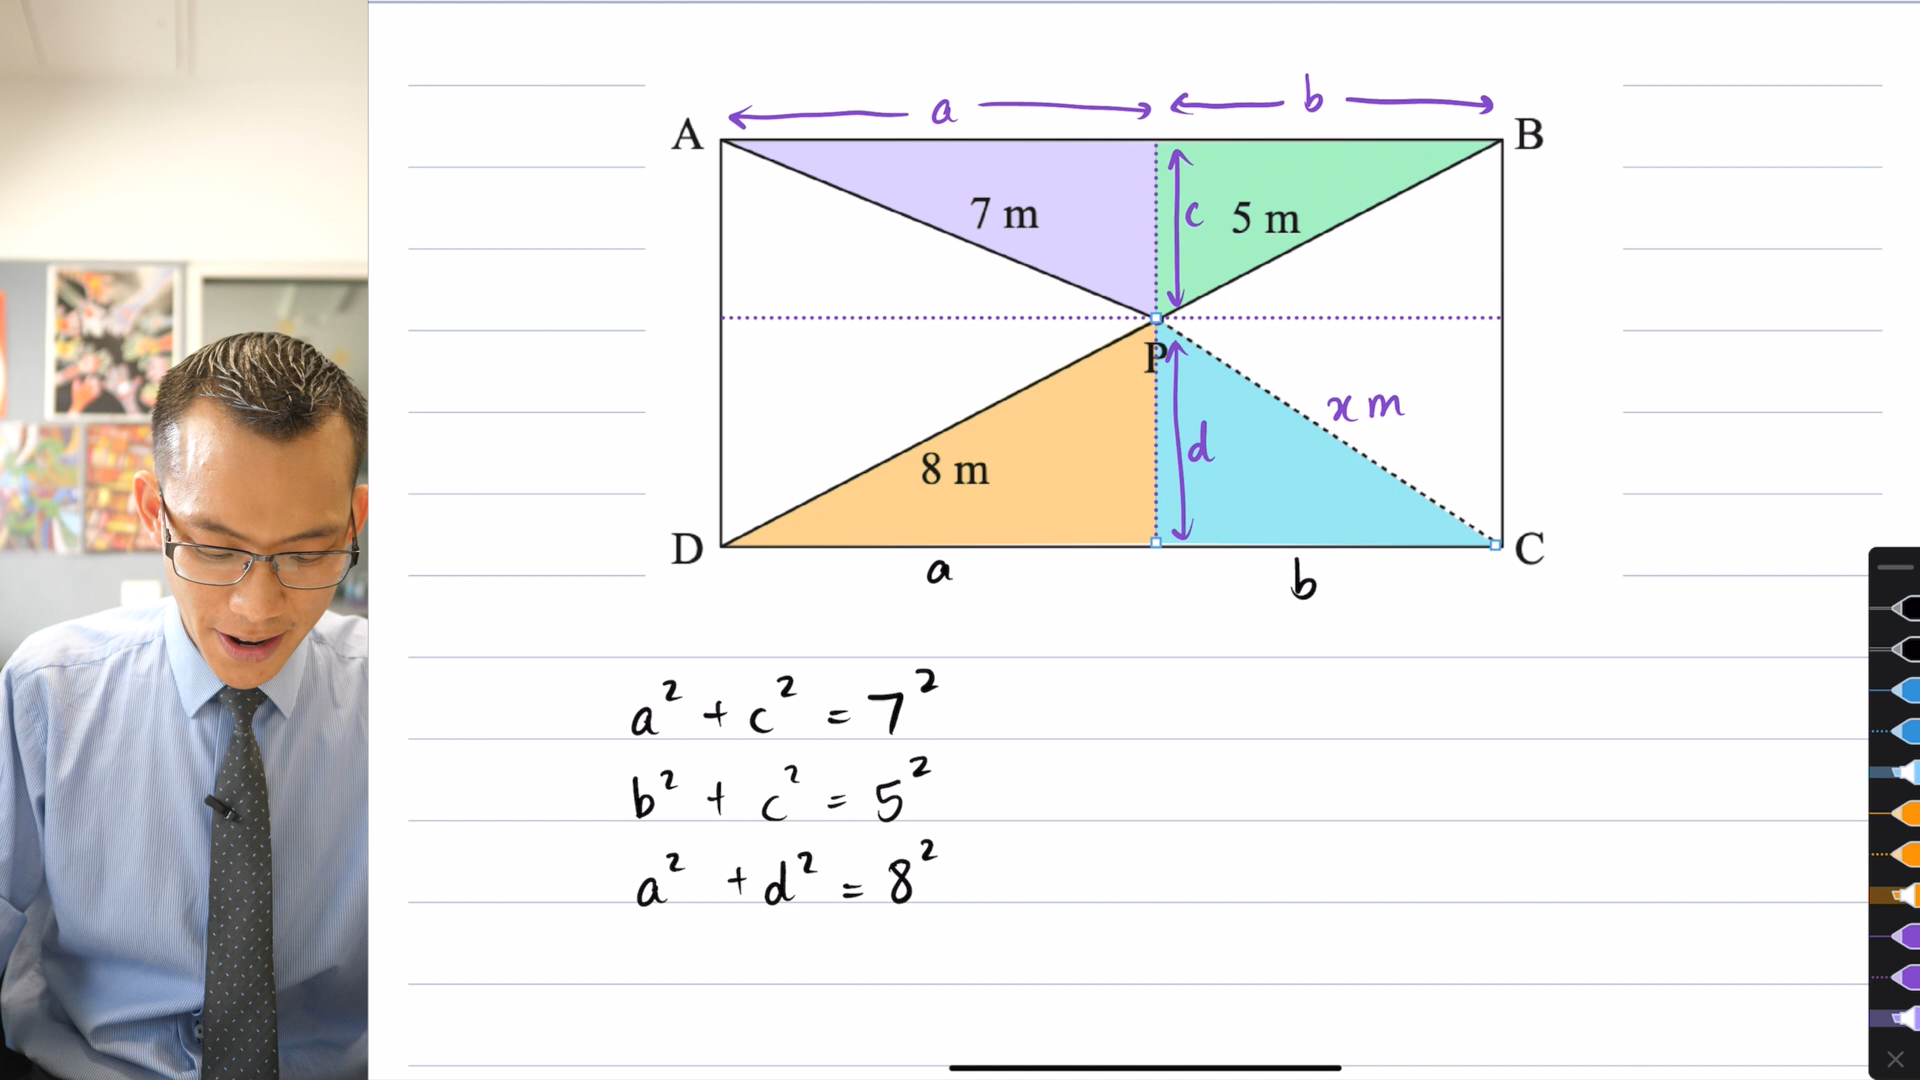 a b
A B
7 m c 5 m
P
x m
8 m d
D C
a b
a² + c² = 7²
b² + c² = 5²
a² + d² = 8²